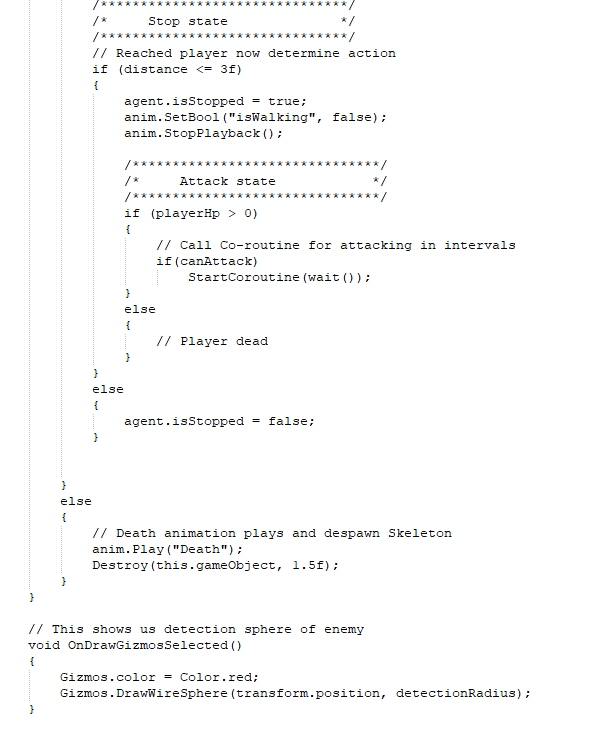 /*******************************/
/*     Stop state              */
/*******************************/
// Reached player now determine action
if (distance <= 3f)
{
agent.isStopped = true;
anim.SetBool("isWalking", false);
anim.StopPlayback();
/*******************************/
/*     Attack state            */
/*******************************/
if (playerHp > 0)
{
// Call Co-routine for attacking in intervals
if(canAttack)
StartCoroutine(wait());
}
else
{
// Player dead
}
}
else
{
agent.isStopped = false;
}
}
else
{
// Death animation plays and despawn Skeleton
anim.Play("Death");
Destroy(this.gameObject, 1.5f);
}
}
// This shows us detection sphere of enemy
void OnDrawGizmosSelected()
{
Gizmos.color = Color.red;
Gizmos.DrawWireSphere(transform.position, detectionRadius);
}